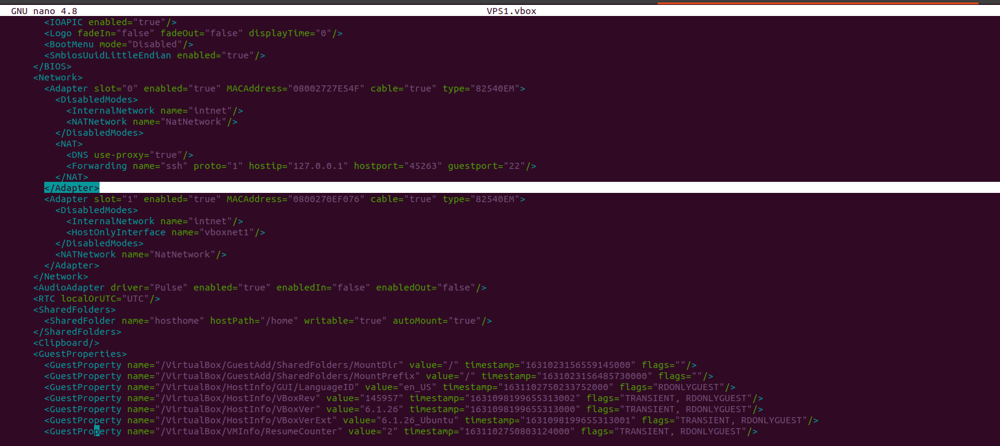 GNU nano 4.8 VPS1.vbox
<IOAPIC enabled="true"/>
<Logo fadeIn="false" fadeOut="false" displayTime="0"/>
<BootMenu mode="Disabled"/>
<SmbiosUuidLittleEndian enabled="true"/>
</BIOS>
<Network>
<Adapter slot="0" enabled="true" MACAddress="08002727E54F" cable="true" type="82540EM">
<DisabledModes>
<InternalNetwork name="intnet"/>
<NATNetwork name="NatNetwork"/>
</DisabledModes>
<NAT>
<DNS use-proxy="true"/>
<Forwarding name="ssh" proto="1" hostip="127.0.0.1" hostport="45263" guestport="22"/>
</NAT>
</Adapter>
<Adapter slot="1" enabled="true" MACAddress="0800270EF076" cable="true" type="82540EM">
<DisabledModes>
<InternalNetwork name="intnet"/>
<HostOnlyInterface name="vboxnet1"/>
</DisabledModes>
<NATNetwork name="NatNetwork"/>
</Adapter>
</Network>
<AudioAdapter driver="Pulse" enabled="true" enabledIn="false" enabledOut="false"/>
<RTC localOrUTC="UTC"/>
<SharedFolders>
<SharedFolder name="hosthome" hostPath="/home" writable="true" autoMount="true"/>
</SharedFolders>
<Clipboard/>
<GuestProperties>
<GuestProperty name="/VirtualBox/GuestAdd/SharedFolders/MountDir" value="/" timestamp="1631023156559145000" flags=""/>
<GuestProperty name="/VirtualBox/GuestAdd/SharedFolders/MountPrefix" value="/" timestamp="1631023156485730000" flags=""/>
<GuestProperty name="/VirtualBox/HostInfo/GUI/LanguageID" value="en_US" timestamp="1631102750233752000" flags="RDONLYGUEST"/>
<GuestProperty name="/VirtualBox/HostInfo/VBoxRev" value="145957" timestamp="1631098199655313002" flags="TRANSIENT, RDONLYGUEST"/>
<GuestProperty name="/VirtualBox/HostInfo/VBoxVer" value="6.1.26" timestamp="1631098199655313000" flags="TRANSIENT, RDONLYGUEST"/>
<GuestProperty name="/VirtualBox/HostInfo/VBoxVerExt" value="6.1.26_Ubuntu" timestamp="1631098199655313001" flags="TRANSIENT, RDONLYGUEST"/>
<GuestProperty name="/VirtualBox/VMInfo/ResumeCounter" value="2" timestamp="1631102750803124000" flags="TRANSIENT, RDONLYGUEST"/>